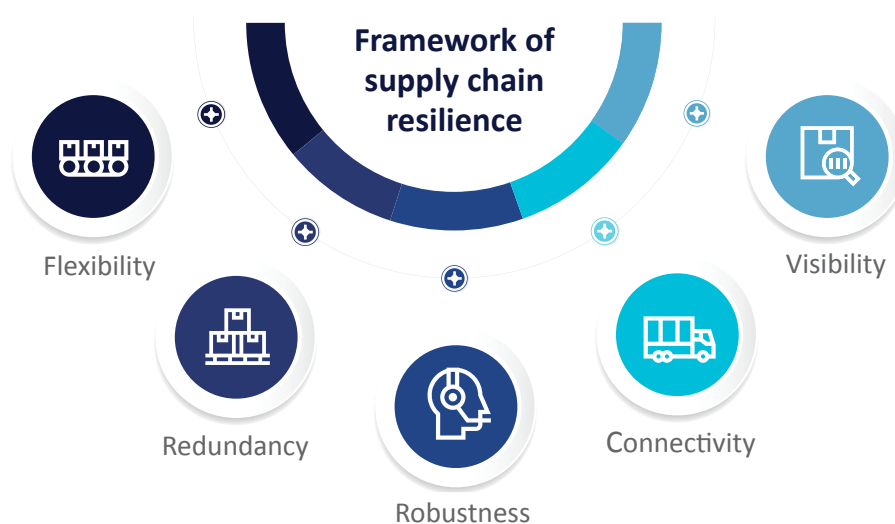 Framework of
supply chain
resilience
Flexibility
Redundancy
Robustness
Connectivity
Visibility